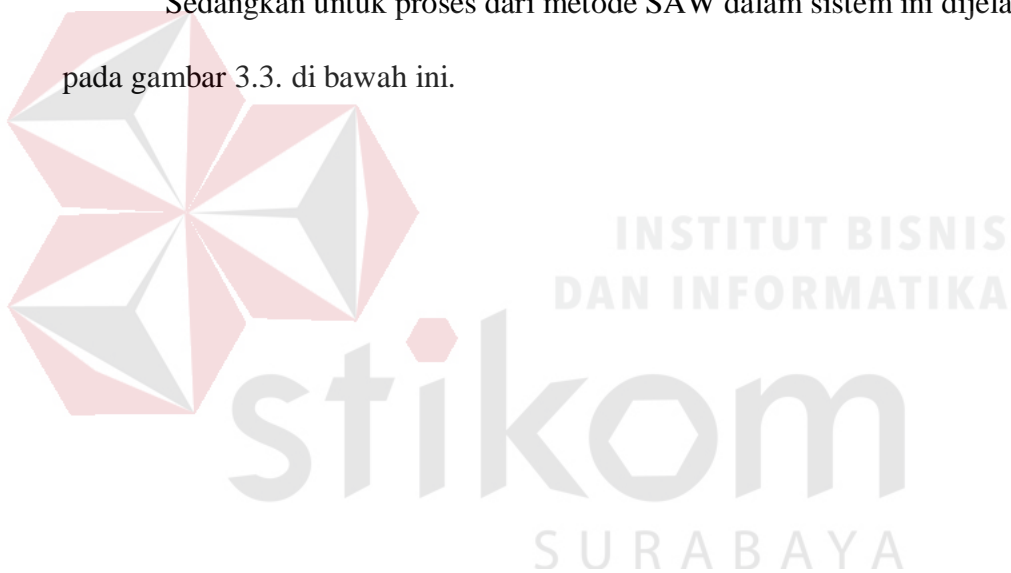 Sedangkan untuk proses dari metode SAW dalam sistem ini dijela
pada gambar 3.3. di bawah ini.
INSTITUT BISNIS
DAN INFORMATIKA
stikom
SURABAYA